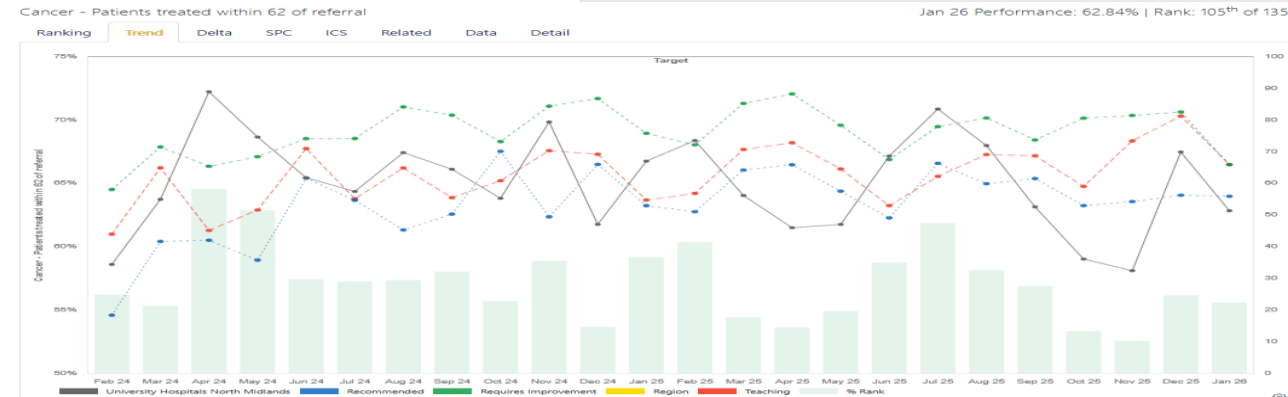 Cancer - Patients treated within 62 of referral
Jan 26 Performance: 62.84% | Rank: 105th of 135
Ranking Trend Delta SPC ICS Related Data Detail
Target
75%
70%
65%
60%
55%
50%
Cancer - Patients treated within 62 of referral
100
90
80
70
60
50
40
30
20
10
0
Feb 24 Mar 24 Apr 24 May 24 Jun 24 Jul 24 Aug 24 Sep 24 Oct 24 Nov 24 Dec 24 Jan 25 Feb 25 Mar 25 Apr 25 May 25 Jun 25 Jul 25 Aug 25 Sep 25 Oct 25 Nov 25 Dec 25 Jan 26
University Hospitals North Midlands Recommended Requires Improvement Region Teaching % Rank